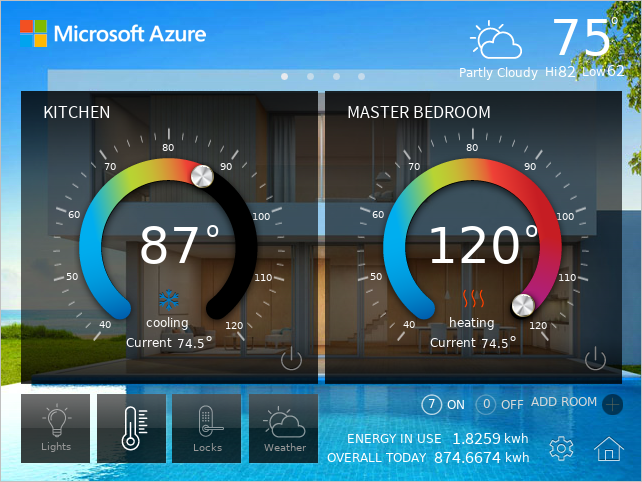 Microsoft Azure
75°
Partly Cloudy Hi82 Low62
KITCHEN
80
70 90
60 100
50 110
40 120
87°
cooling
Current 74.5°
MASTER BEDROOM
80
70 90
60 100
50 110
40 120
120°
heating
Current 74.5°
7 ON 0 OFF ADD ROOM
Lights
Locks
Weather
ENERGY IN USE 1.8259 kwh
OVERALL TODAY 874.6674 kwh